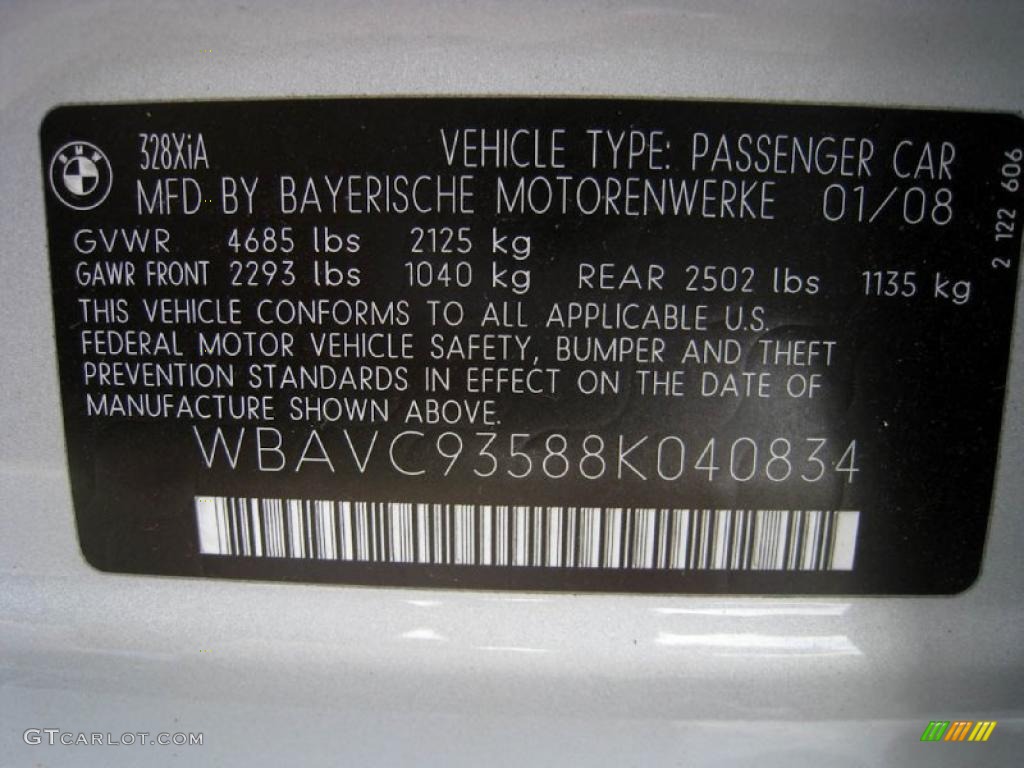 BMW
328XiA VEHICLE TYPE: PASSENGER CAR
MFD BY BAYERISCHE MOTORENWERKE 01/08
GVWR 4685 lbs 2125 kg
GAWR FRONT 2293 lbs 1040 kg REAR 2502 lbs 1135 kg
THIS VEHICLE CONFORMS TO ALL APPLICABLE U.S.
FEDERAL MOTOR VEHICLE SAFETY, BUMPER AND THEFT
PREVENTION STANDARDS IN EFFECT ON THE DATE OF
MANUFACTURE SHOWN ABOVE.
WBAVC93588K040834
2 122 606
GTCARLOT.COM